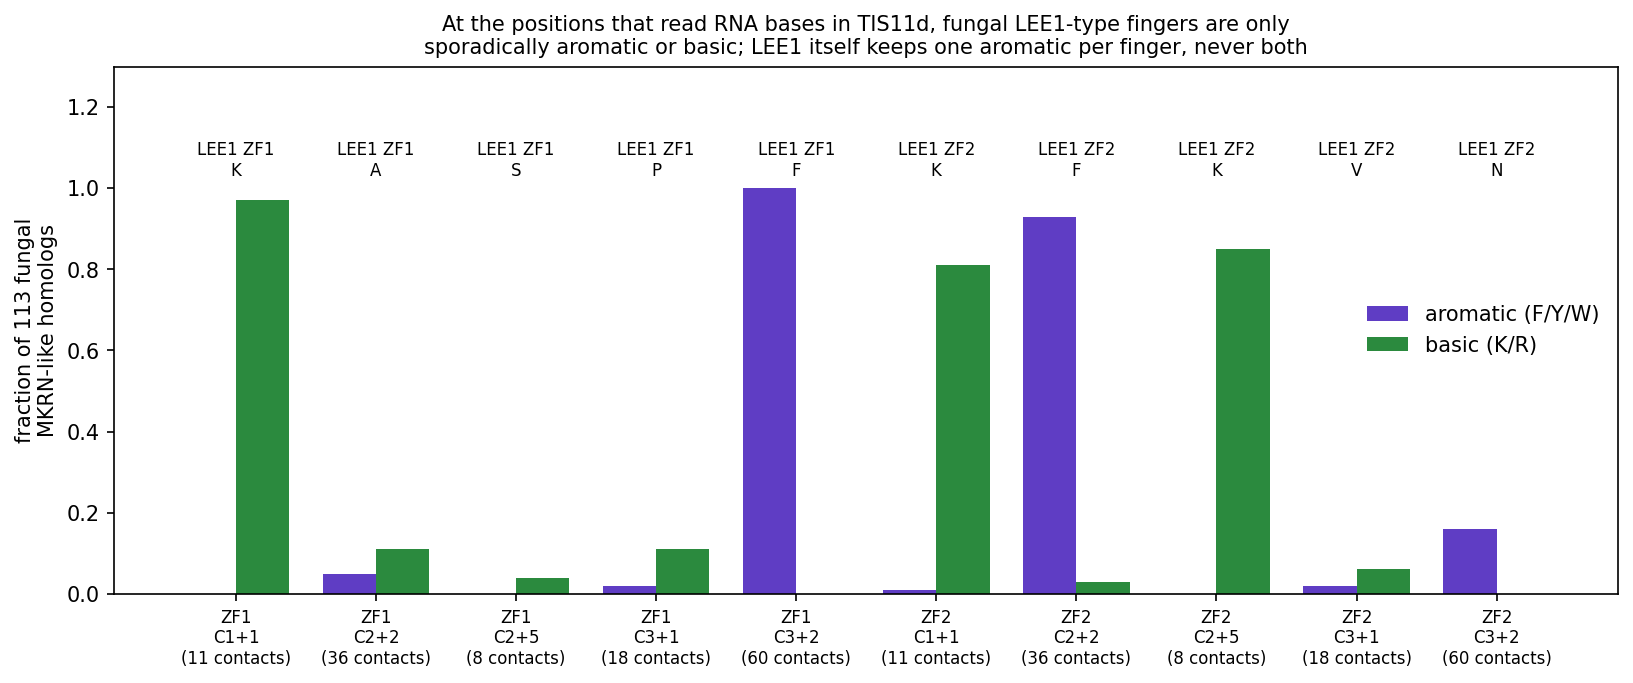 At the positions that read RNA bases in TIS11d, fungal LEE1-type fingers are only
sporadically aromatic or basic; LEE1 itself keeps one aromatic per finger, never both
fraction of 113 fungal
MKRN-like homologs
1.2
1.0
0.8
0.6
0.4
0.2
0.0
LEE1 ZF1
K
LEE1 ZF1
A
LEE1 ZF1
S
LEE1 ZF1
P
LEE1 ZF1
F
LEE1 ZF2
K
LEE1 ZF2
F
LEE1 ZF2
K
LEE1 ZF2
V
LEE1 ZF2
N
aromatic (F/Y/W)
basic (K/R)
ZF1
C1+1
(11 contacts)
ZF1
C2+2
(36 contacts)
ZF1
C2+5
(8 contacts)
ZF1
C3+1
(18 contacts)
ZF1
C3+2
(60 contacts)
ZF2
C1+1
(11 contacts)
ZF2
C2+2
(36 contacts)
ZF2
C2+5
(8 contacts)
ZF2
C3+1
(18 contacts)
ZF2
C3+2
(60 contacts)